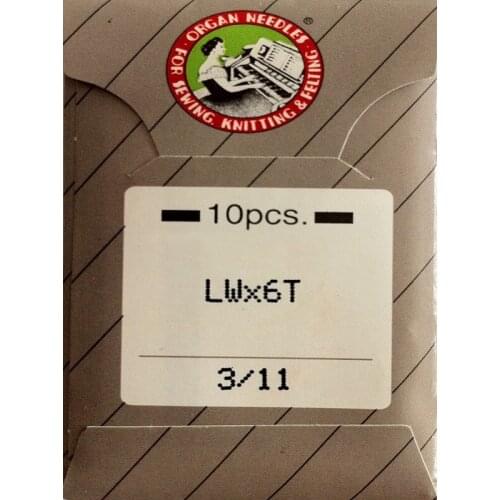 ORGAN NEEDLES ®
· FOR SEWING, KNITTING & FELTING ·
10pcs.
LWx6T
3/11